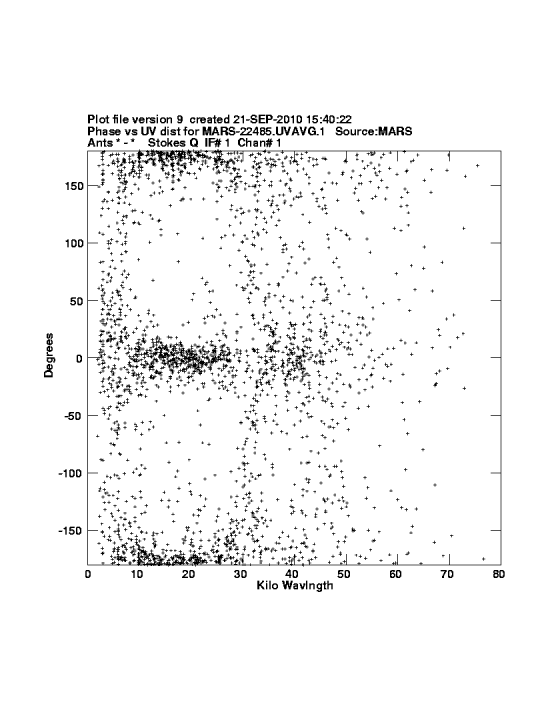 Plot file version 9  created 21-SEP-2010 15:40:22
Phase vs UV dist for MARS-22485.UVAVG.1   Source:MARS
Ants * - *    Stokes Q  IF# 1  Chan# 1
150
100
50
0
-50
-100
-150
Degrees
0 10 20 30 40 50 60 70 80
Kilo Wavlngth